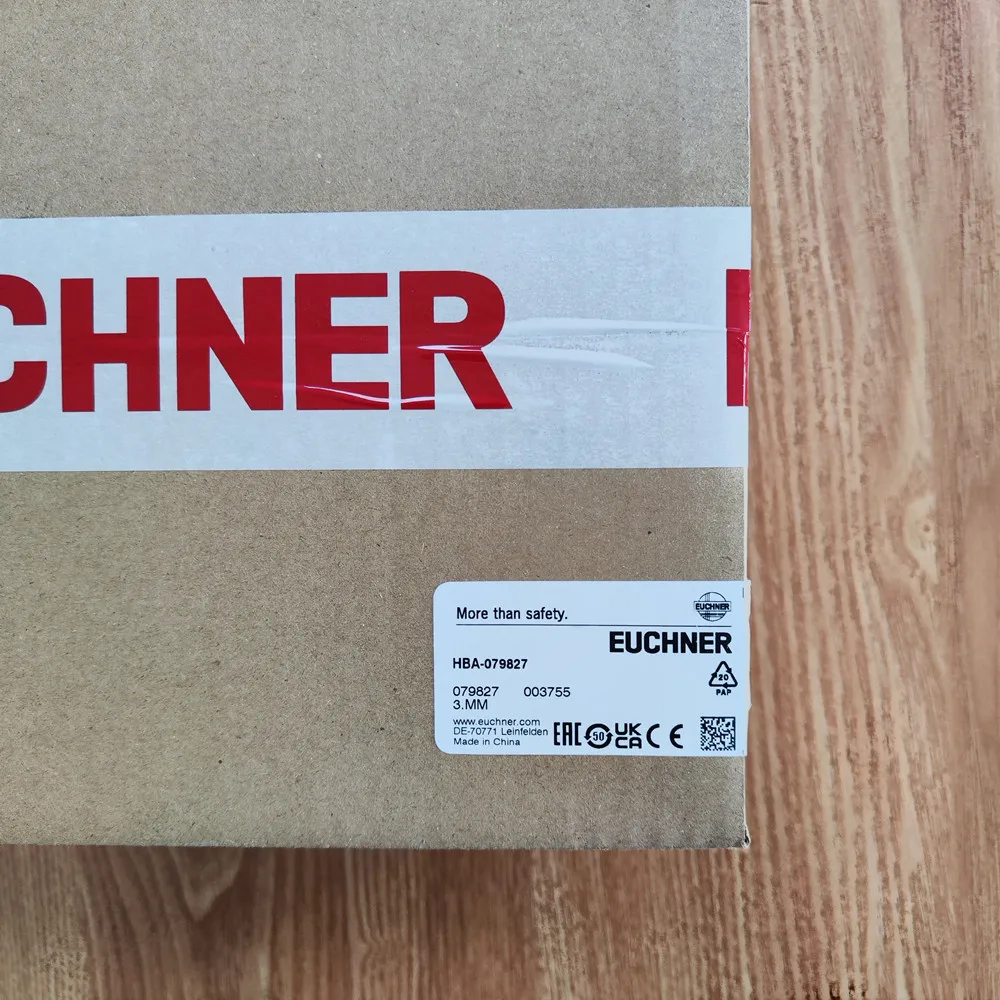 CHNER
More than safety.
EUCHNER
EUCHNER
HBA-079827
20
PAP
079827 003755
3.MM
www.euchner.com
DE-70771 Leinfelden
Made in China
EAC 50 UK CA CE